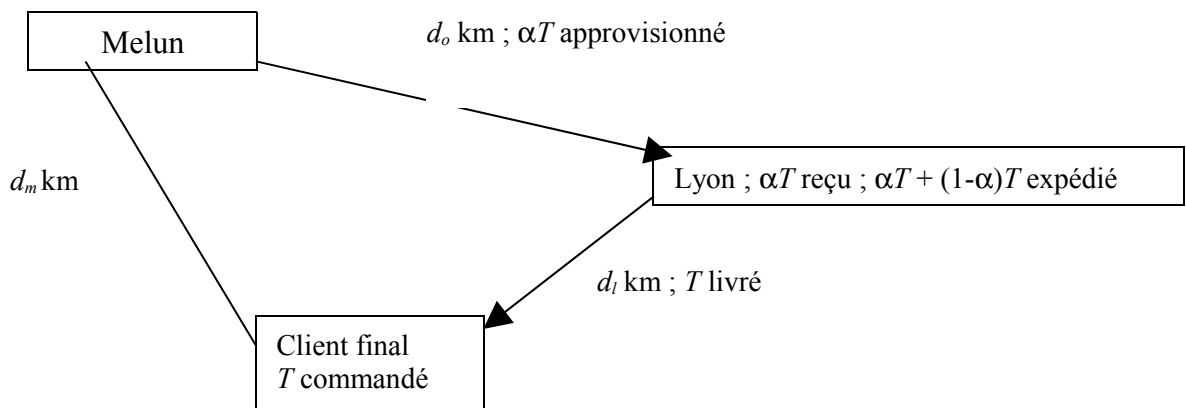 Melun
d_o km ; αT approvisionné
d_m km
Lyon ; αT reçu ; αT + (1-α)T expédié
d_l km ; T livré
Client final
T commandé